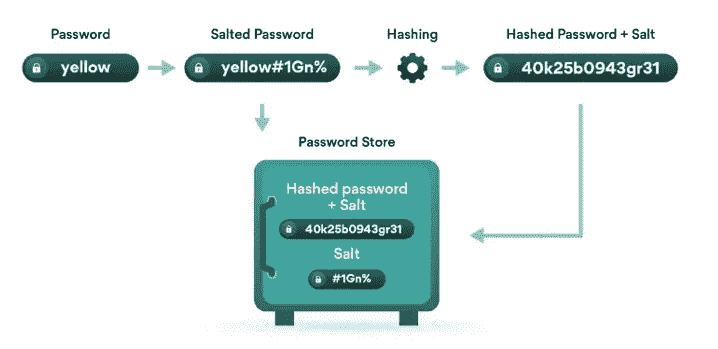 Password
Salted Password
Hashing
Hashed Password + Salt
yellow
yellow#1Gn%
40k25b0943gr31
Password Store
Hashed password
+ Salt
40k25b0943gr31
Salt
#1Gn%